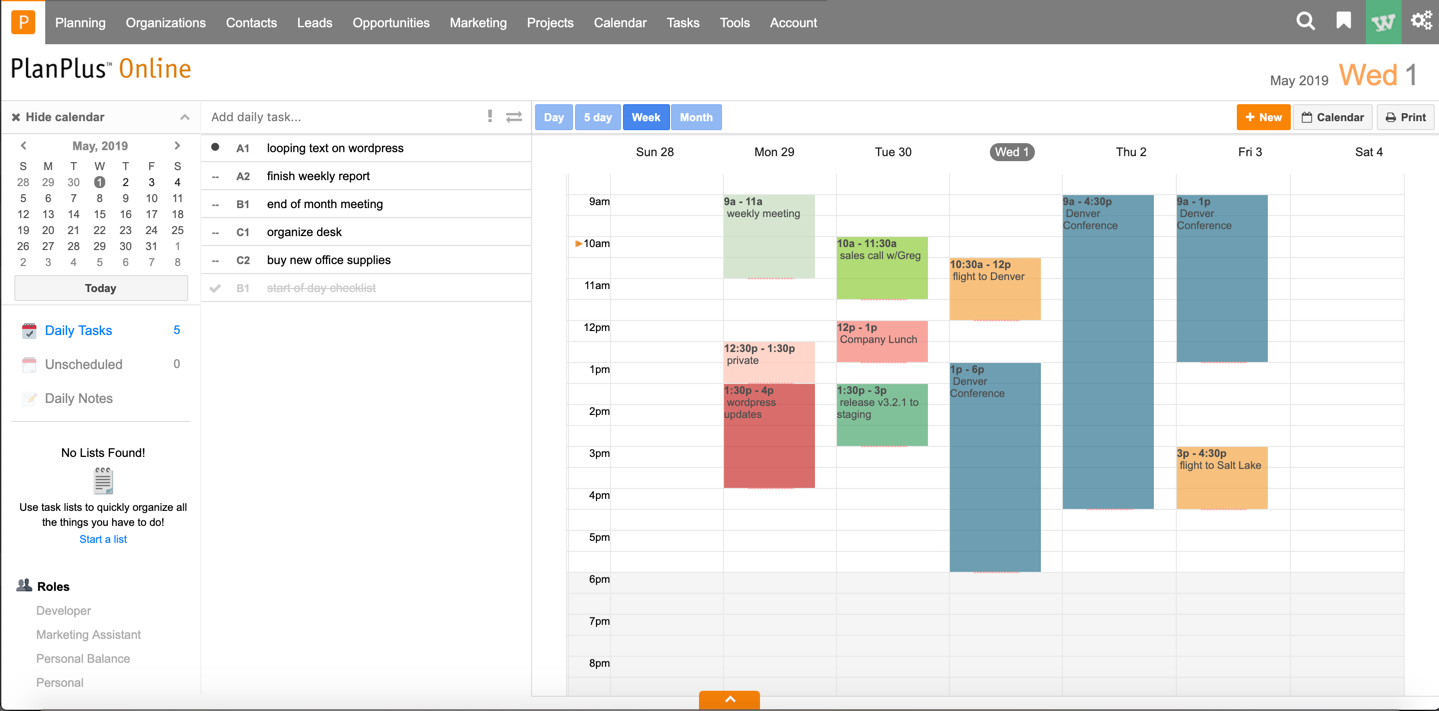 P Planning Organizations Contacts Leads Opportunities Marketing Projects Calendar Tasks Tools Account
PlanPlus™ Online
May 2019 Wed 1
✖ Hide calendar
May, 2019
S M T W T F S
28 29 30 1 2 3 4
5 6 7 8 9 10 11
12 13 14 15 16 17 18
19 20 21 22 23 24 25
26 27 28 29 30 31 1
2 3 4 5 6 7 8
Today
Daily Tasks 5
Unscheduled 0
Daily Notes
No Lists Found!
Use task lists to quickly organize all
the things you have to do!
Start a list
Roles
Developer
Marketing Assistant
Personal Balance
Personal
Add daily task... !
A1 looping text on wordpress
-- A2 finish weekly report
-- B1 end of month meeting
-- C1 organize desk
-- C2 buy new office supplies
B1 start of day checklist
Day 5 day Week Month
+ New Calendar Print
Sun 28 Mon 29 Tue 30 Wed 1 Thu 2 Fri 3 Sat 4
9am
10am
11am
12pm
1pm
2pm
3pm
4pm
5pm
6pm
7pm
8pm
9a - 11a
weekly meeting
12:30p - 1:30p
private
1:30p - 4p
wordpress
updates
10a - 11:30a
sales call w/Greg
12p - 1p
Company Lunch
1:30p - 3p
release v3.2.1 to
staging
10:30a - 12p
flight to Denver
1p - 6p
Denver
Conference
9a - 4:30p
Denver
Conference
9a - 1p
Denver
Conference
3p - 4:30p
flight to Salt Lake